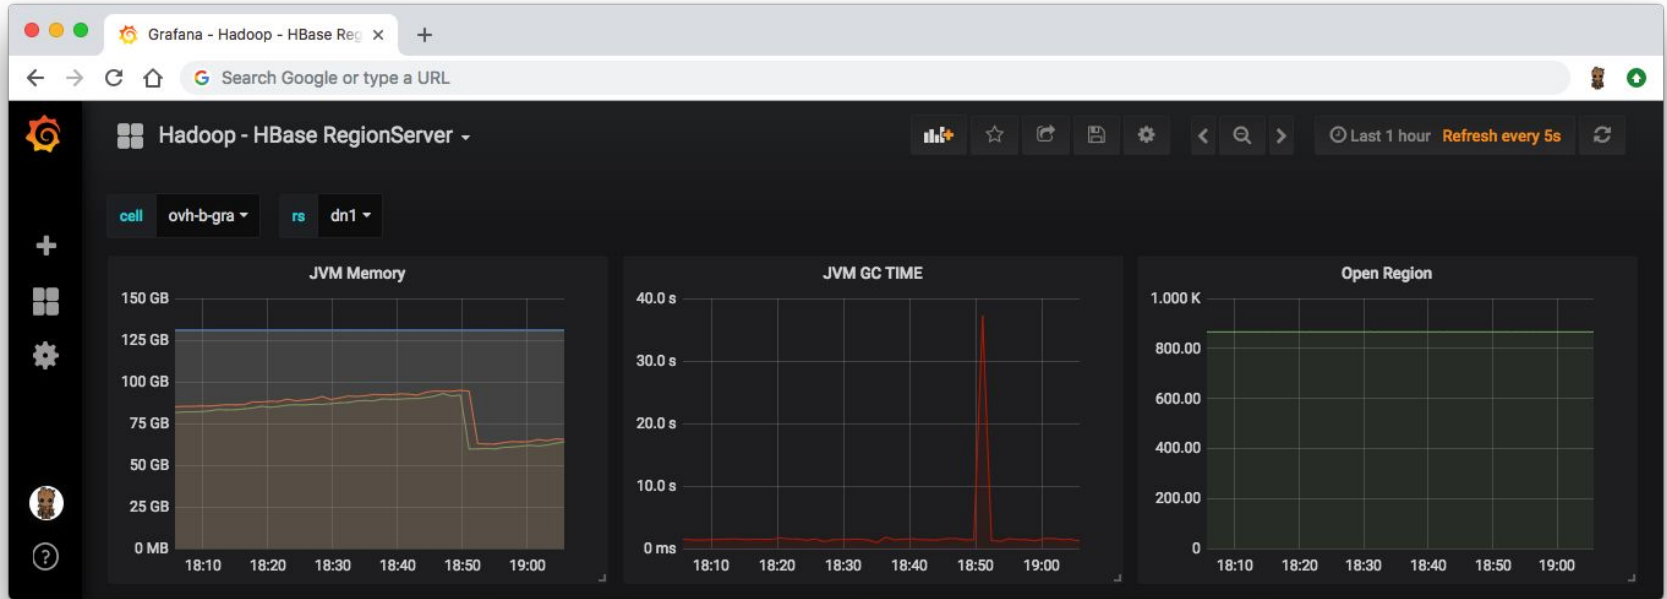 Grafana - Hadoop - HBase Reg
Search Google or type a URL
Hadoop - HBase RegionServer
Last 1 hour Refresh every 5s
cell ovh-b-gra rs dn1
JVM Memory
150 GB
125 GB
100 GB
75 GB
50 GB
25 GB
0 MB
18:10 18:20 18:30 18:40 18:50 19:00
JVM GC TIME
40.0 s
30.0 s
20.0 s
10.0 s
0 ms
18:10 18:20 18:30 18:40 18:50 19:00
Open Region
1.000 K
800.00
600.00
400.00
200.00
0
18:10 18:20 18:30 18:40 18:50 19:00